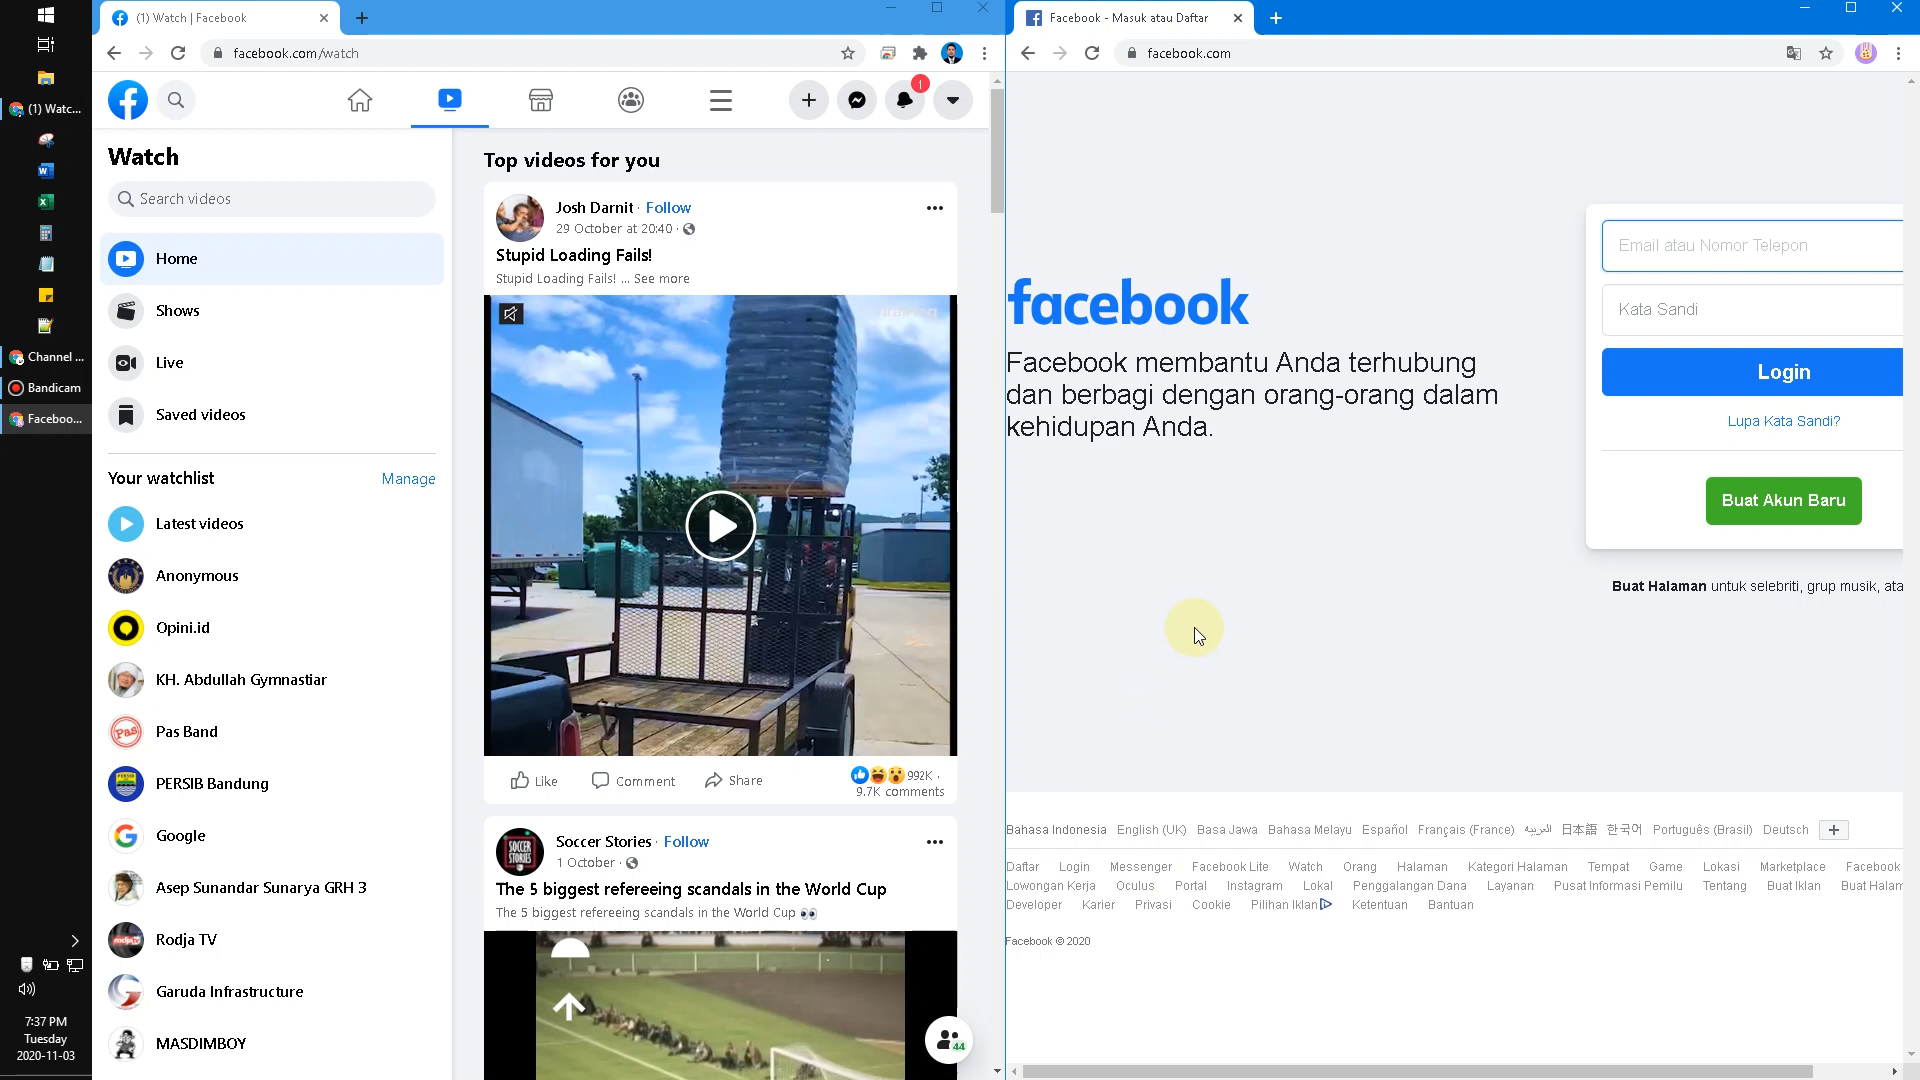 (1) Watch | Facebook
facebook.com/watch
1
Watch
Search videos
Home
Shows
Live
Saved videos
Your watchlist
Manage
Latest videos
Anonymous
Opini.id
KH. Abdullah Gymnastiar
Pas Band
PERSIB Bandung
Google
Asep Sunandar Sunarya GRH 3
Rodja TV
Garuda Infrastructure
MASDIMBOY
Top videos for you
Josh Darnit · Follow
29 October at 20:40 ·
Stupid Loading Fails!
Stupid Loading Fails! ... See more
Like
Comment
Share
992K ·
9.7K comments
Soccer Stories · Follow
1 October ·
The 5 biggest refereeing scandals in the World Cup
The 5 biggest refereeing scandals in the World Cup 👀
SOCCER STORIES
44
(1) Watc...
Channel ...
Bandicam
Faceboo...
7:37 PM
Tuesday
2020-11-03
Facebook - Masuk atau Daftar
facebook.com
facebook
Facebook membantu Anda terhubung
dan berbagi dengan orang-orang dalam
kehidupan Anda.
Email atau Nomor Telepon
Kata Sandi
Login
Lupa Kata Sandi?
Buat Akun Baru
Buat Halaman untuk selebriti, grup musik, ata
Bahasa Indonesia English (UK) Basa Jawa Bahasa Melayu Español Français (France) العربية 日本語 한국어 Português (Brasil) Deutsch +
Daftar Login Messenger Facebook Lite Watch Orang Halaman Kategori Halaman Tempat Game Lokasi Marketplace Facebook
Lowongan Kerja Oculus Portal Instagram Lokal Penggalangan Dana Layanan Pusat Informasi Pemilu Tentang Buat Iklan Buat Halam
Developer Karier Privasi Cookie Pilihan Iklan Ketentuan Bantuan
Facebook © 2020